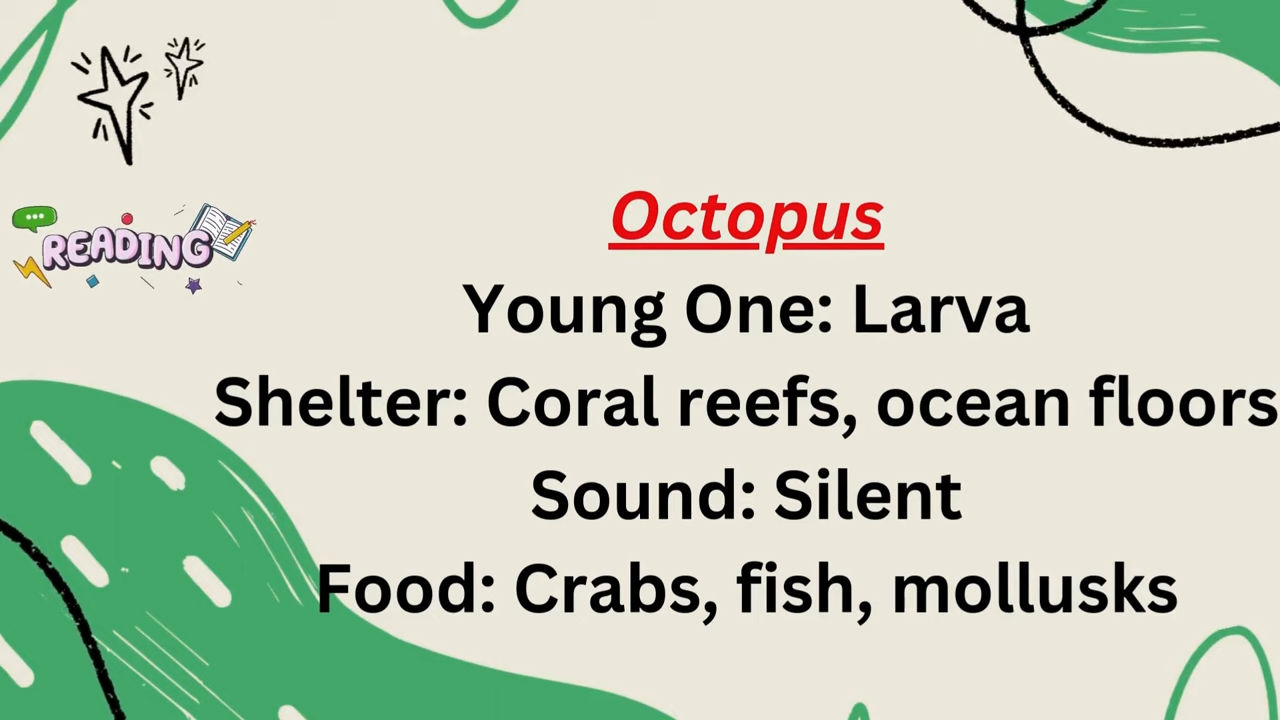 READING
Octopus
Young One: Larva
Shelter: Coral reefs, ocean floors
Sound: Silent
Food: Crabs, fish, mollusks